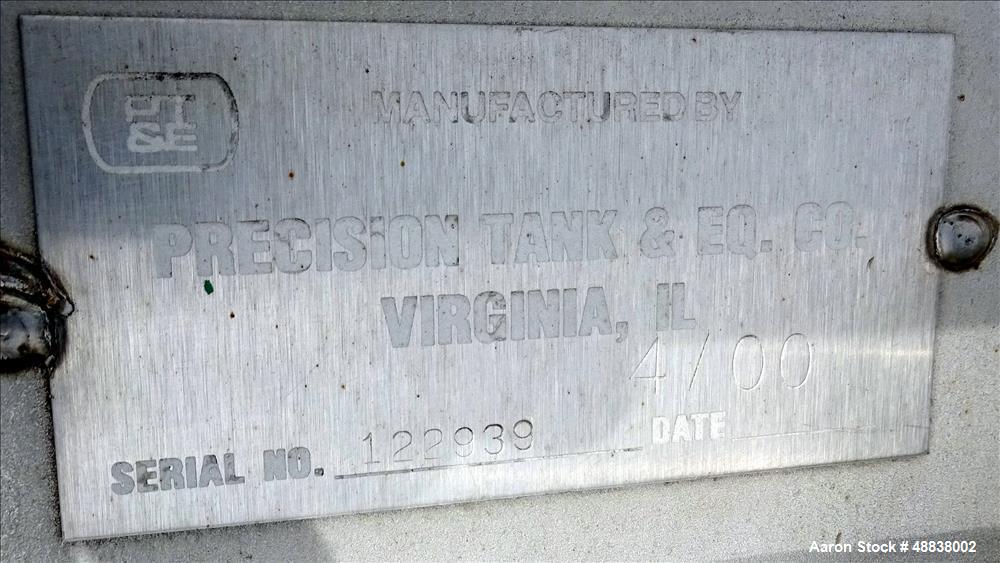 PT
&E
MANUFACTURED BY
PRECISION TANK & EQ. CO.
VIRGINIA, IL
4/00
SERIAL NO. 122939 DATE
Aaron Stock # 48838002